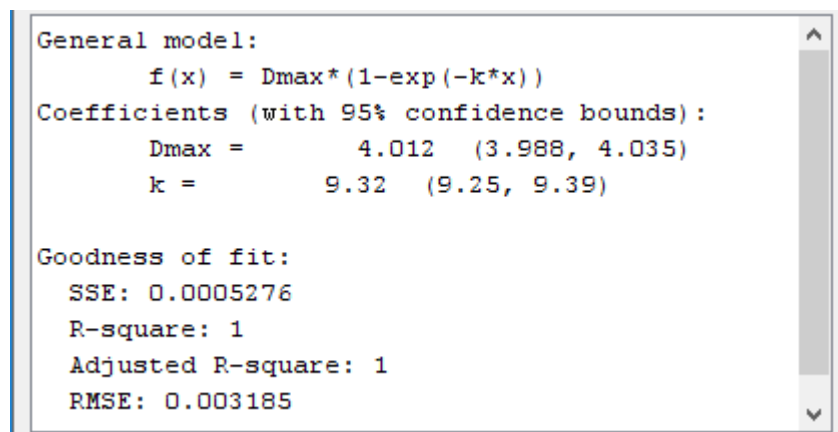 General model:
f(x) = Dmax*(1-exp(-k*x))
Coefficients (with 95% confidence bounds):
Dmax = 4.012 (3.988, 4.035)
k = 9.32 (9.25, 9.39)
Goodness of fit:
SSE: 0.0005276
R-square: 1
Adjusted R-square: 1
RMSE: 0.003185